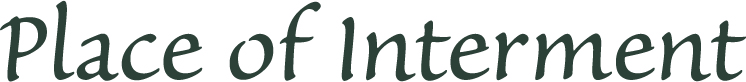 Place of Interment